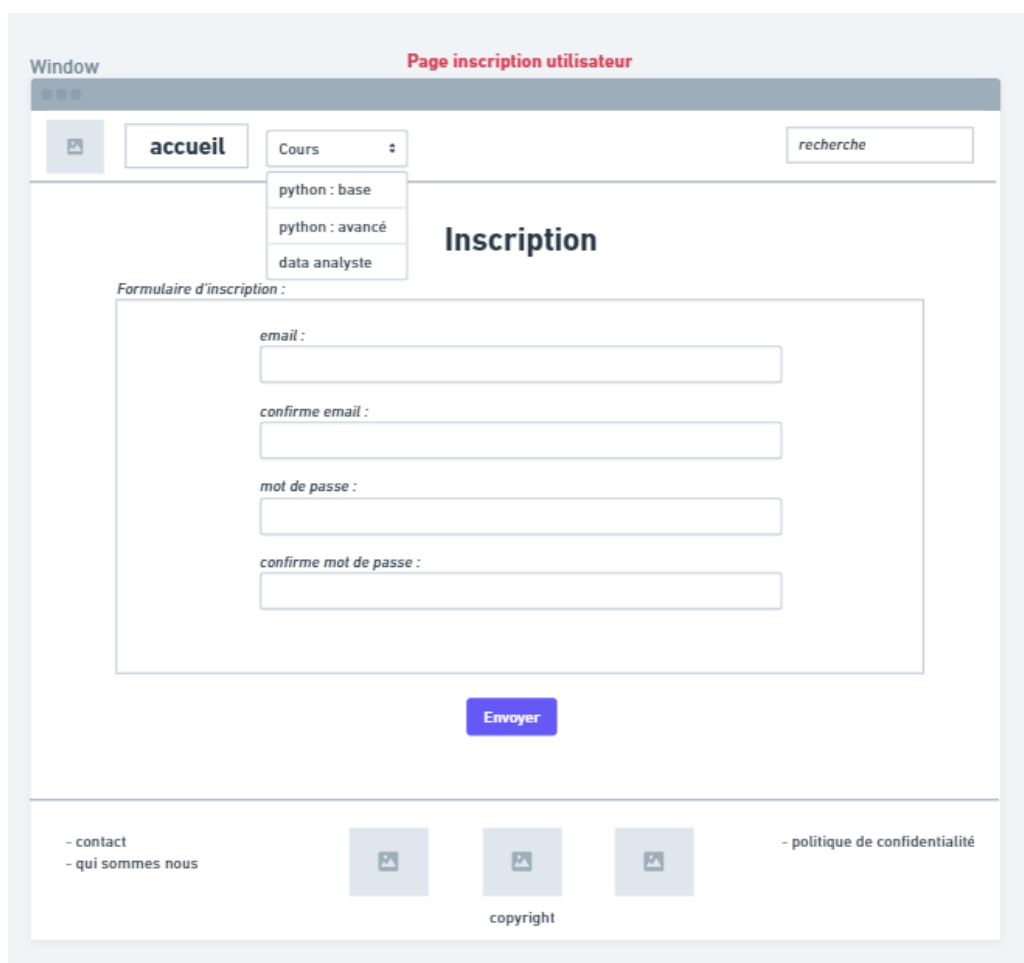 Page inscription utilisateur
Window
accueil
Cours
recherche
python : base
python : avancé
data analyste
Inscription
Formulaire d'inscription :
email :
confirme email :
mot de passe :
confirme mot de passe :
Envoyer
- contact
- qui sommes nous
- politique de confidentialité
copyright